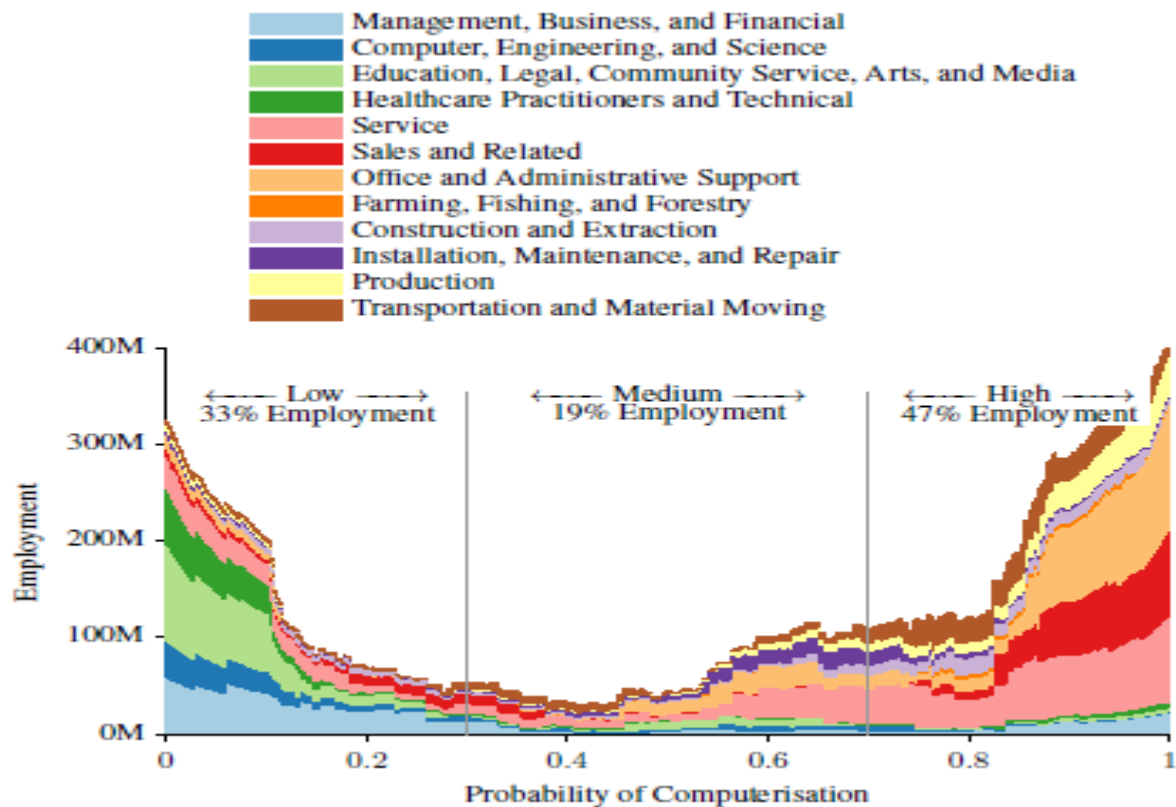 Management, Business, and Financial
Computer, Engineering, and Science
Education, Legal, Community Service, Arts, and Media
Healthcare Practitioners and Technical
Service
Sales and Related
Office and Administrative Support
Farming, Fishing, and Forestry
Construction and Extraction
Installation, Maintenance, and Repair
Production
Transportation and Material Moving
400M
Low
33% Employment
Medium
19% Employment
High
47% Employment
300M
200M
100M
0M
Employment
0
0.2
0.4
0.6
0.8
1
Probability of Computerisation